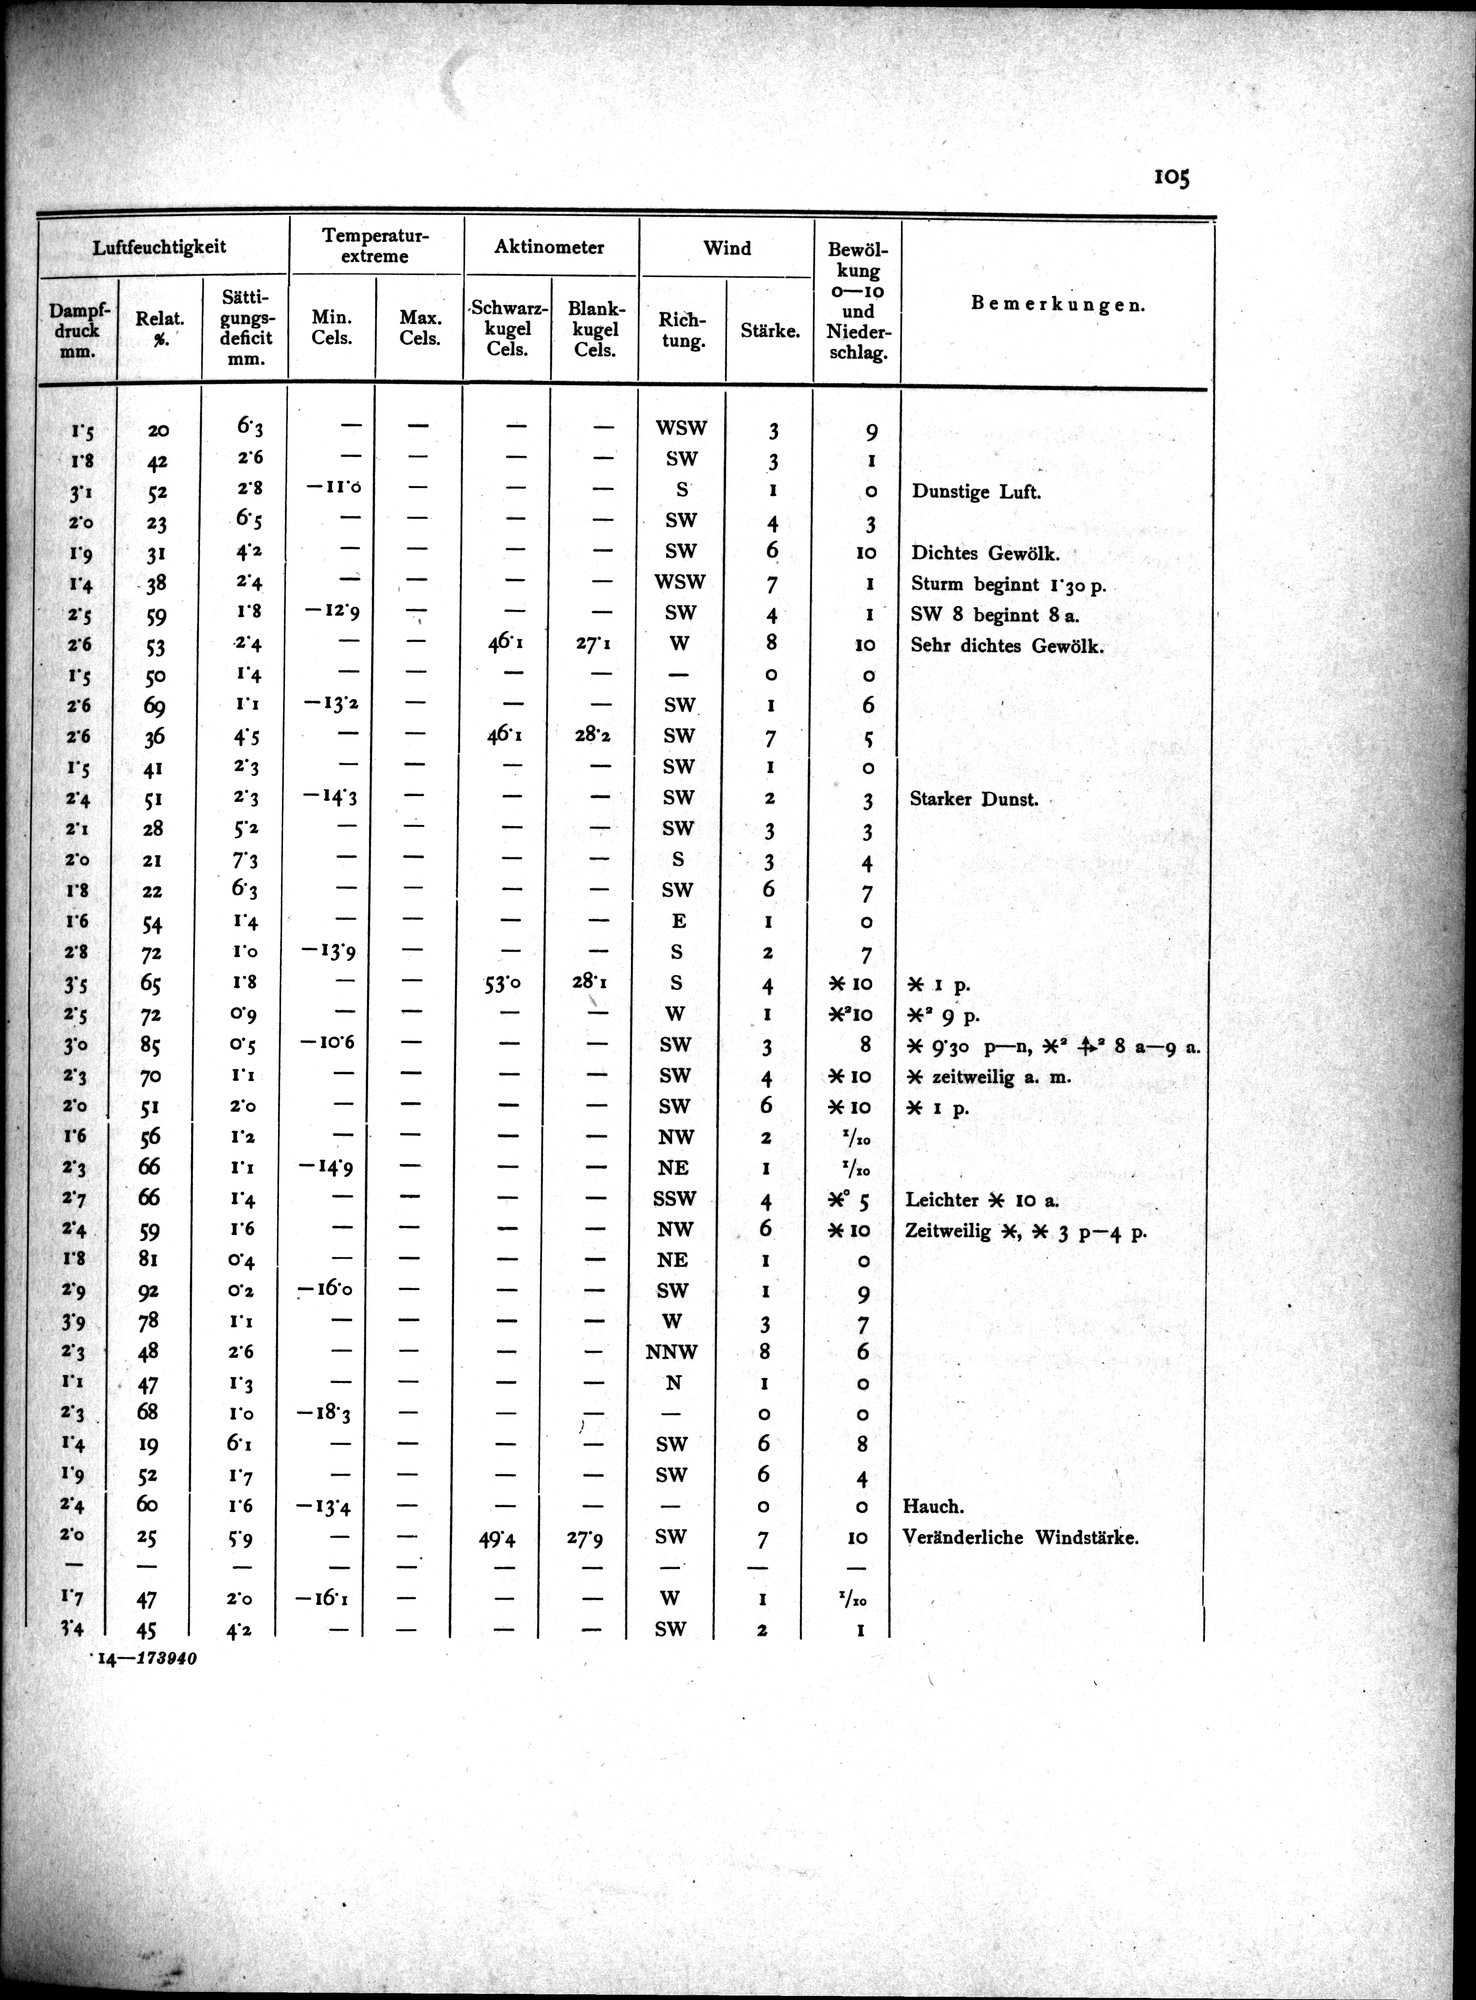 105
Luftfeuchtigkeit Temperatur-extreme Aktinometer Wind Bewöl-kung 0—10 und Nieder-schlag. Bemerkungen.
Dampf-druck mm. Relat. %. Sätti-gungs-deficit mm. Min. Cels. Max. Cels. Schwarz-kugel Cels. Blank-kugel Cels. Rich-tung. Stärke.
1·5 20 6·3 — — — — WSW 3 9
1·8 42 2·6 — — — — SW 3 1
3·1 52 2·8 —11·0 — — — S 1 0 Dunstige Luft.
2·0 23 6·5 — — — — SW 4 3
1·9 31 4·2 — — — — SW 6 10 Dichtes Gewölk.
1·4 38 2·4 — — — — WSW 7 1 Sturm beginnt 1·30 p.
2·5 59 1·8 —12·9 — — — SW 4 1 SW 8 beginnt 8 a.
2·6 53 2·4 — — 46·1 27·1 W 8 10 Sehr dichtes Gewölk.
1·5 50 1·4 — — — — — 0 0
2·6 69 1·1 —13·2 — — — SW 1 6
2·6 36 4·5 — — 46·1 28·2 SW 7 5
1·5 41 2·3 — — — — SW 1 0
2·4 51 2·3 —14·3 — — — SW 2 3 Starker Dunst.
2·1 28 5·2 — — — — SW 3 3
2·0 21 7·3 — — — — S 3 4
1·8 22 6·3 — — — — SW 6 7
1·6 54 1·4 — — — — E 1 0
2·8 72 1·0 —13·9 — — — S 2 7
3·5 65 1·8 — — 53·0 28·1 S 4 ✳ 10 ✳ 1 p.
2·5 72 0·9 — — — — W 1 ✳²10 ✳² 9 p.
3·0 85 0·5 —10·6 — — — SW 3 8 ✳ 9·30 p—n, ✳² ² 8 a—9 a.
2·3 70 1·1 — — — — SW 4 ✳ 10 ✳ zeitweilig a. m.
2·0 51 2·0 — — — — SW 6 ✳ 10 ✳ 1 p.
1·6 56 1·2 — — — — NW 2 1/10
2·3 66 1·1 —14·9 — — — NE 1 1/10
2·7 66 1·4 — — — — SSW 4 ✳° 5 Leichter ✳ 10 a.
2·4 59 1·6 — — — — NW 6 ✳ 10 Zeitweilig ✳, ✳ 3 p—4 p.
1·8 81 0·4 — — — — NE 1 0
2·9 92 0·2 —16·0 — — — SW 1 9
3·9 78 1·1 — — — — W 3 7
2·3 48 2·6 — — — — NNW 8 6
1·1 47 1·3 — — — — N 1 0
2·3 68 1·0 —18·3 — — — — 0 0
1·4 19 6·1 — — — — SW 6 8
1·9 52 1·7 — — — — SW 6 4
2·4 60 1·6 —13·4 — — — — 0 0 Hauch.
2·0 25 5·9 — — 49·4 27·9 SW 7 10 Veränderliche Windstärke.
— — — — — — — — — —
1·7 47 2·0 —16·1 — — — W 1 1/10
3·4 45 4·2 — — — — SW 2 1
14—173940